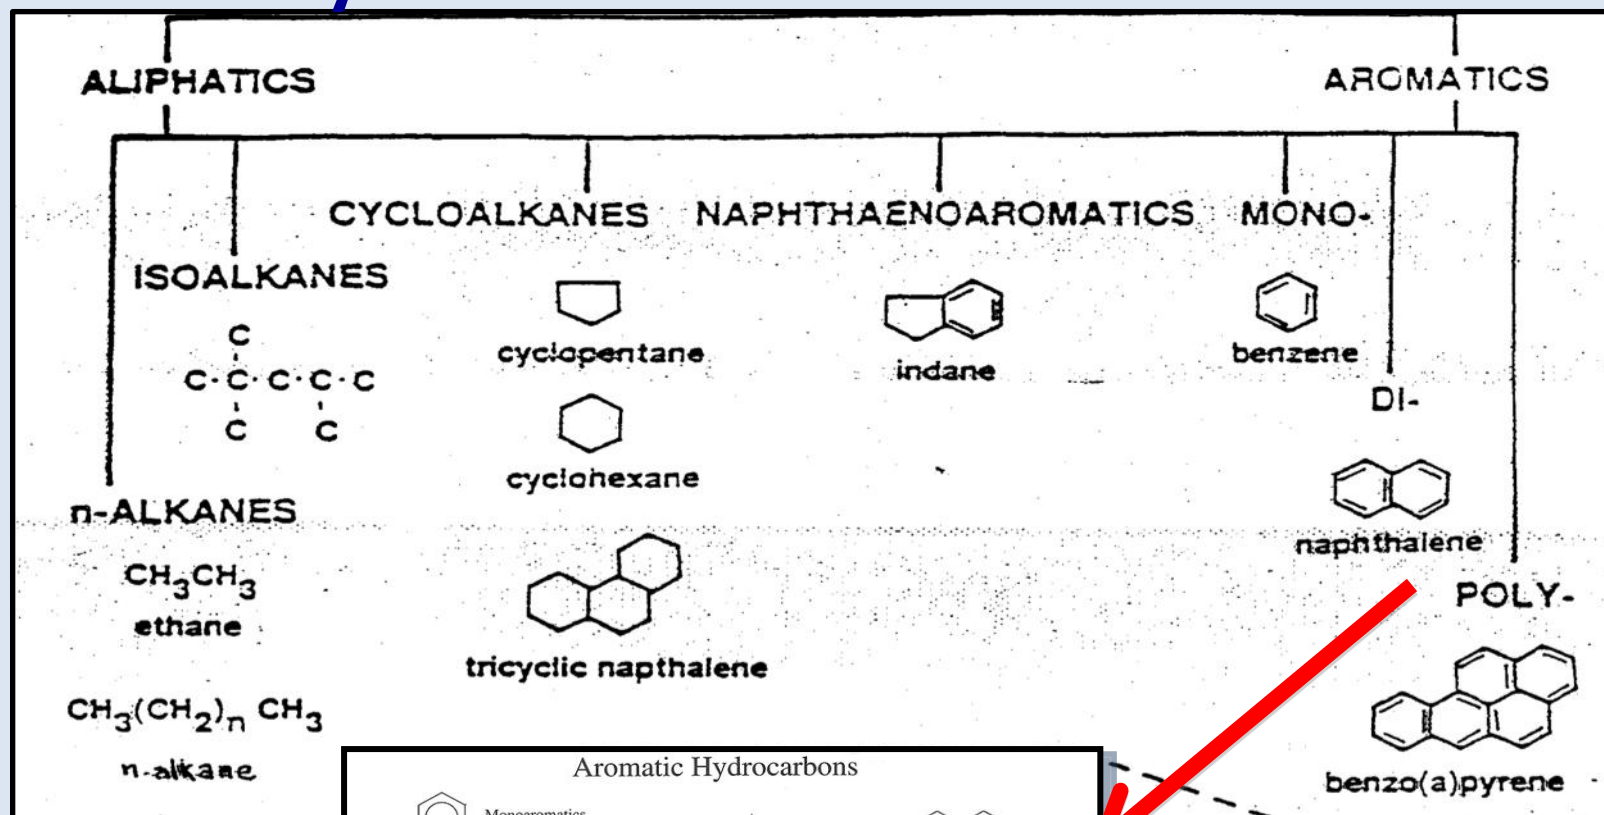 ALIPHATICS
AROMATICS
CYCLOALKANES
NAPHTHAENOAROMATICS
MONO-
ISOALKANES
C
C·C·C·C·C
C C
cyclopentane
indane
benzene
DI-
cyclohexane
n-ALKANES
naphthalene
CH₃CH₃
ethane
POLY-
tricyclic napthalene
CH₃(CH₂)ₙ CH₃
n-alkane
benzo(a)pyrene
Aromatic Hydrocarbons
Monoaromatics